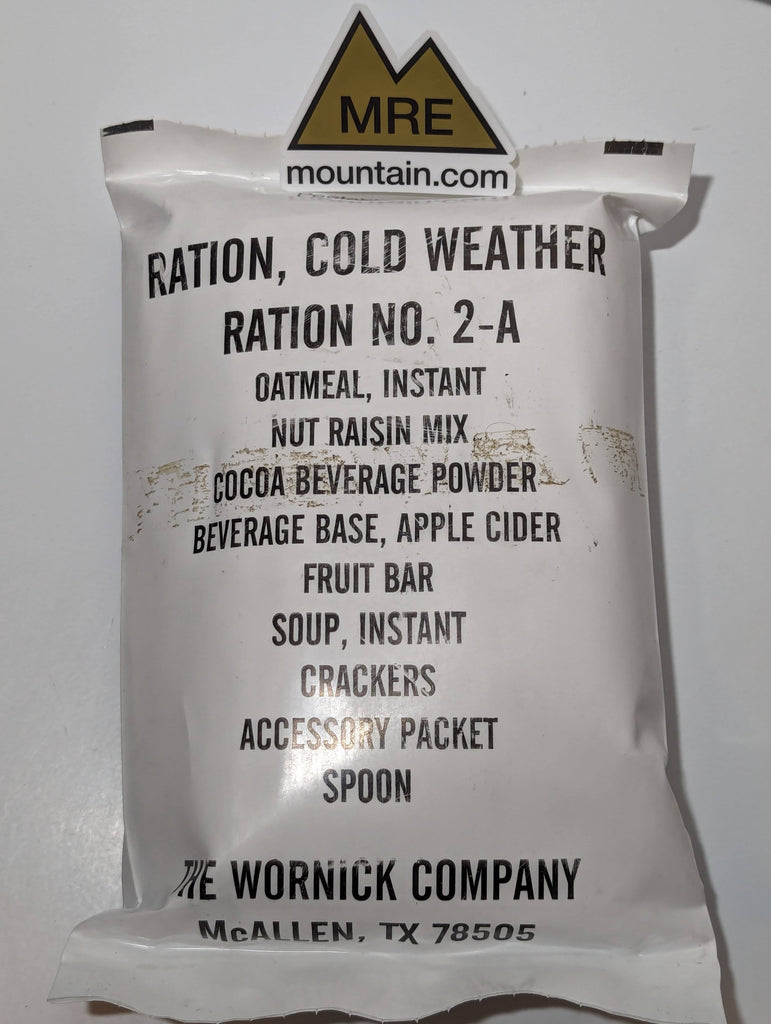 MRE
mountain.com
RATION, COLD WEATHER
RATION NO. 2-A
OATMEAL, INSTANT
NUT RAISIN MIX
COCOA BEVERAGE POWDER
BEVERAGE BASE, APPLE CIDER
FRUIT BAR
SOUP, INSTANT
CRACKERS
ACCESSORY PACKET
SPOON
THE WORNICK COMPANY
McALLEN, TX 78505